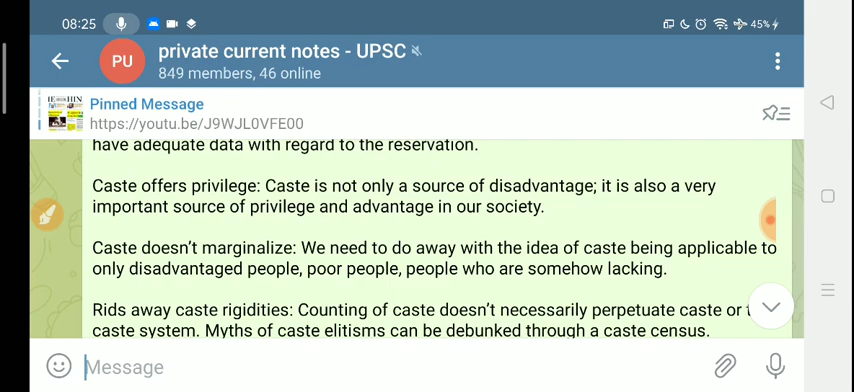 08:25
45%
PU
private current notes - UPSC
849 members, 46 online
Pinned Message
https://youtu.be/J9WJL0VFE00
have adequate data with regard to the reservation.
Caste offers privilege: Caste is not only a source of disadvantage; it is also a very
important source of privilege and advantage in our society.
Caste doesn't marginalize: We need to do away with the idea of caste being applicable to
only disadvantaged people, poor people, people who are somehow lacking.
Rids away caste rigidities: Counting of caste doesn't necessarily perpetuate caste or
caste system. Myths of caste elitisms can be debunked through a caste census.
Message